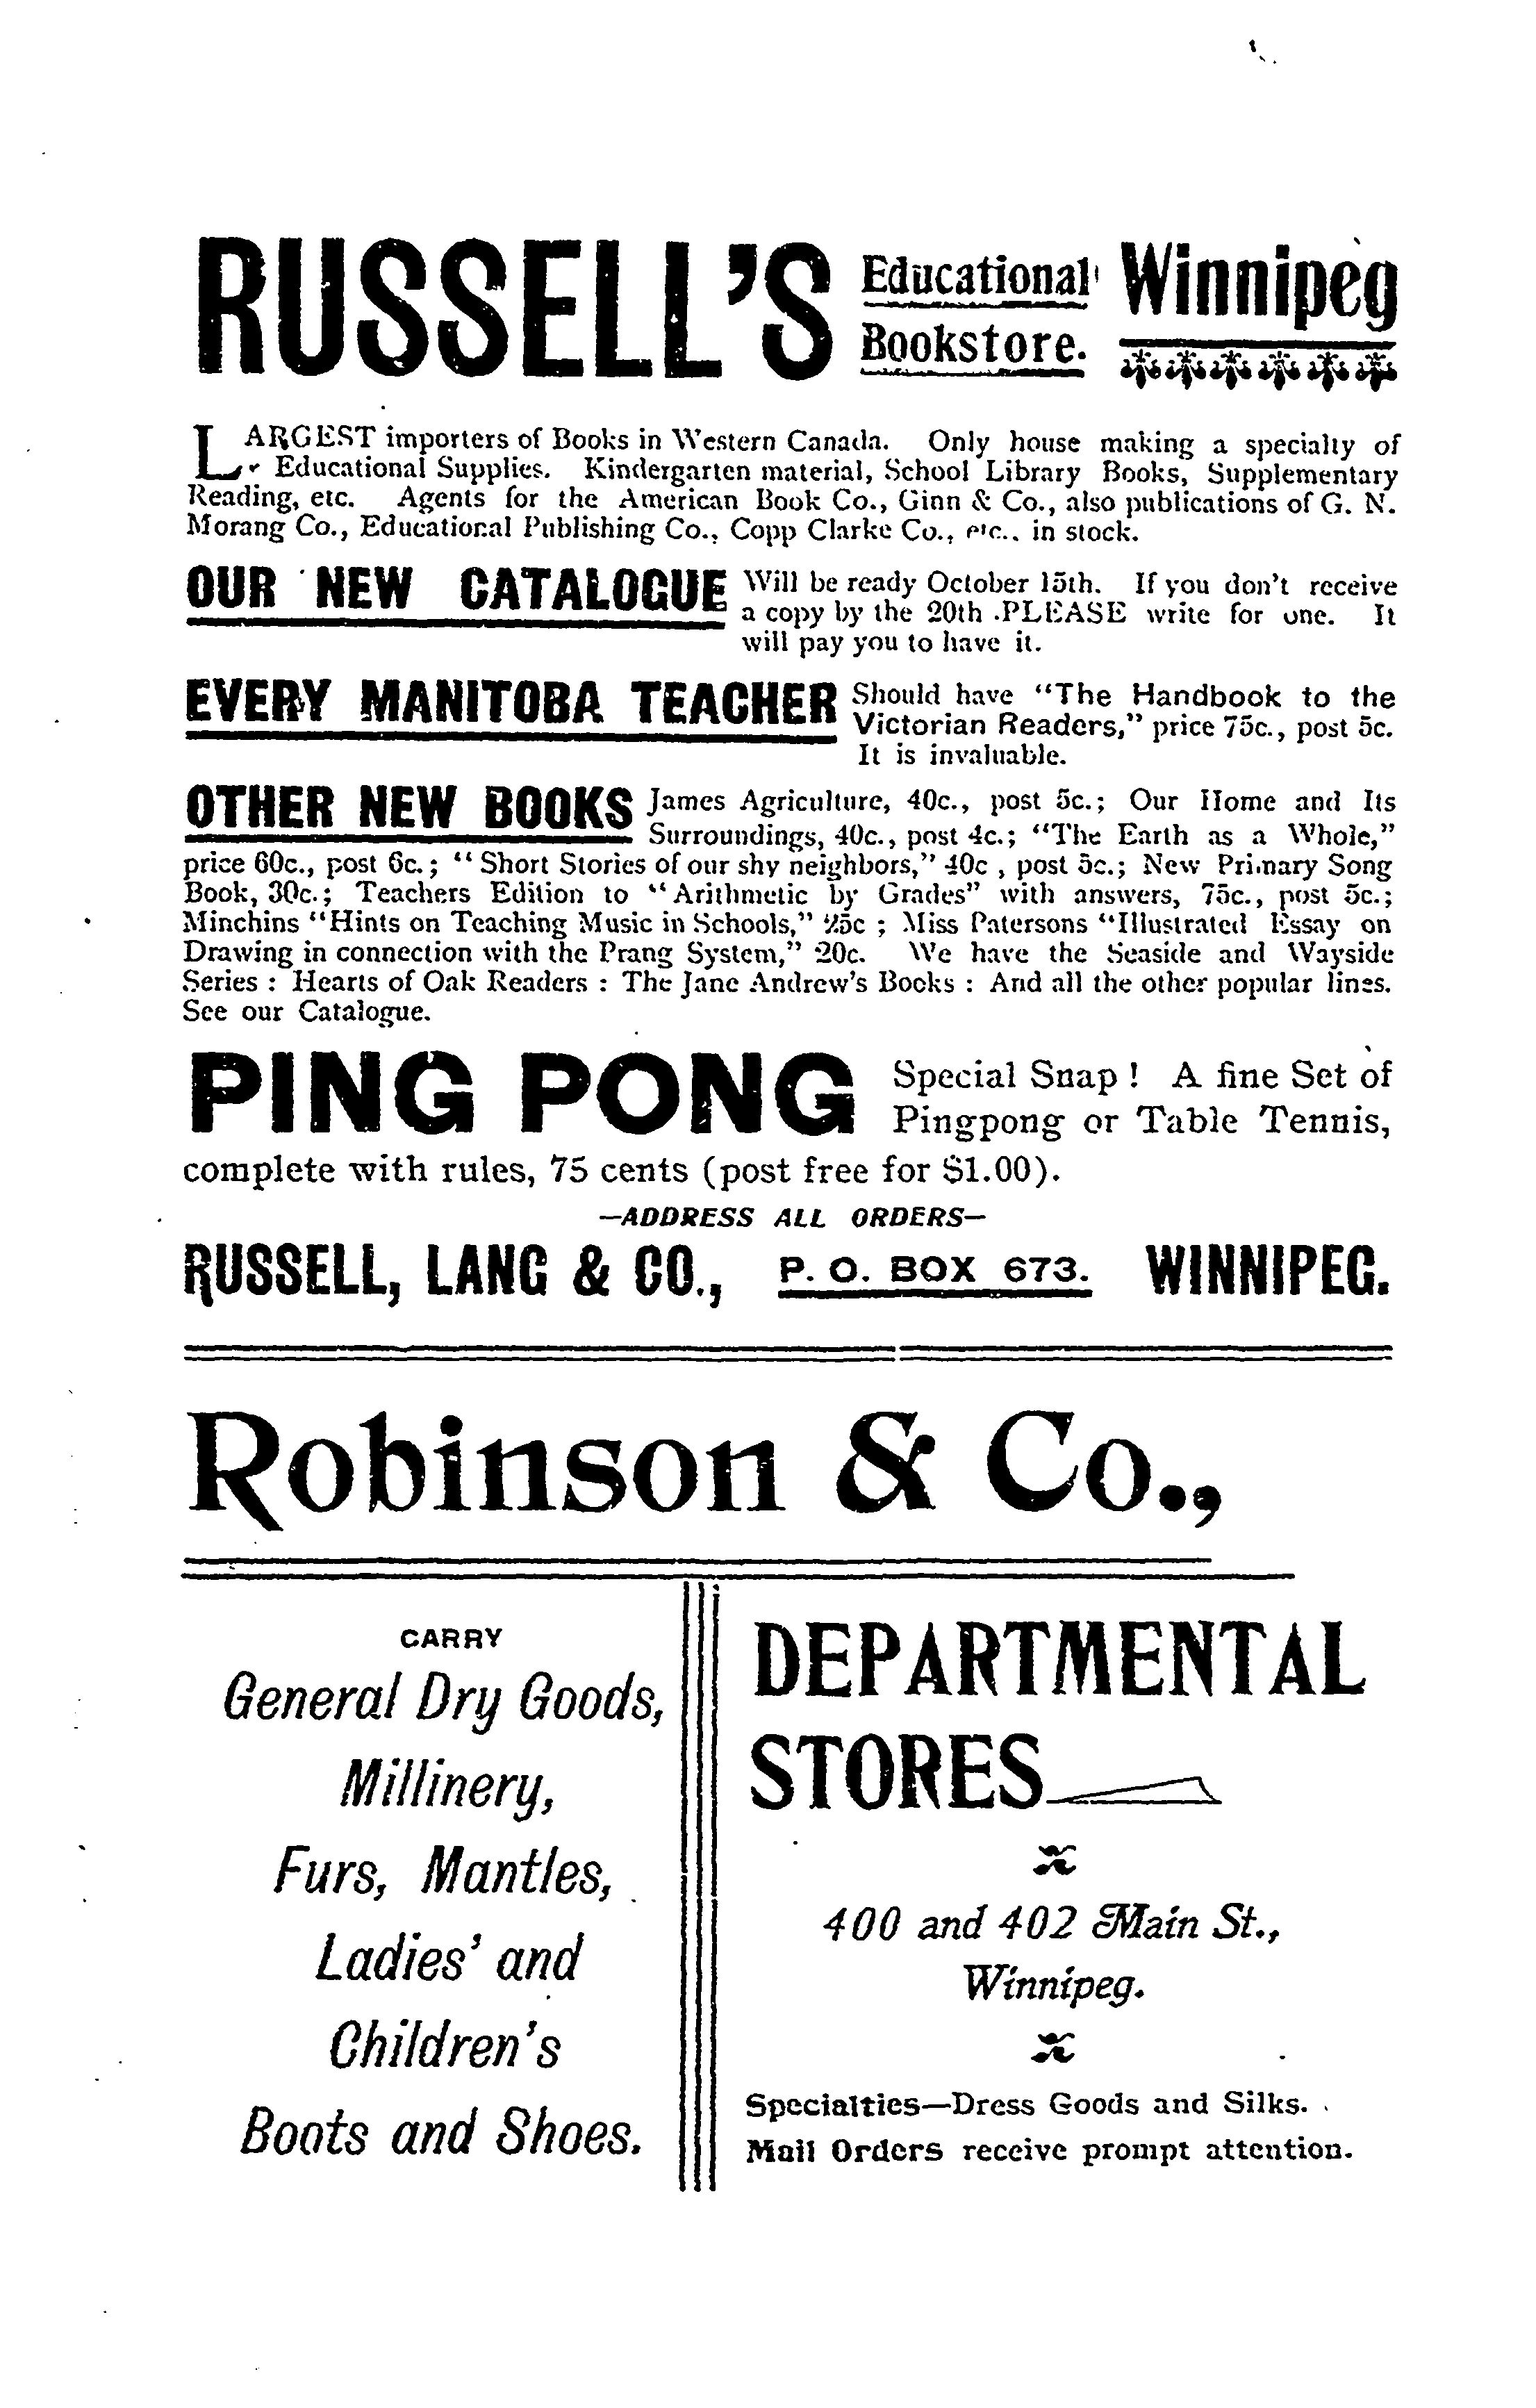 RUSSELL'S Educational Bookstore. Winnipeg
LARGEST importers of Books in Western Canada. Only house making a specialty of
Educational Supplies. Kindergarten material, School Library Books, Supplementary
Reading, etc. Agents for the American Book Co., Ginn & Co., also publications of G. N.
Morang Co., Educational Publishing Co., Copp Clarke Co., etc.. in stock.
OUR NEW CATALOGUE Will be ready October 15th. If you don't receive
a copy by the 20th .PLEASE write for one. It
will pay you to have it.
EVERY MANITOBA TEACHER Should have "The Handbook to the
Victorian Readers," price 75c., post 5c.
It is invaluable.
OTHER NEW BOOKS James Agriculture, 40c., post 5c.; Our Home and Its
Surroundings, 40c., post 4c.; "The Earth as a Whole,"
price 60c., post 6c.; "Short Stories of our shy neighbors," 40c , post 5c.; New Primary Song
Book, 30c.; Teachers Edition to "Arithmetic by Grades" with answers, 75c., post 5c.;
Minchins "Hints on Teaching Music in Schools," 25c ; Miss Patersons "Illustrated Essay on
Drawing in connection with the Prang System," 20c. We have the Seaside and Wayside
Series : Hearts of Oak Readers : The Jane Andrew's Books : And all the other popular lines.
See our Catalogue.
PING PONG Special Snap ! A fine Set of
Pingpong or Table Tennis,
complete with rules, 75 cents (post free for $1.00).
—ADDRESS ALL ORDERS—
RUSSELL, LANG & CO., P. O. BOX 673. WINNIPEG.
Robinson & Co.,
CARRY
General Dry Goods,
Millinery,
Furs, Mantles,
Ladies' and
Children's
Boots and Shoes.
DEPARTMENTAL
STORES
400 and 402 Main St.,
Winnipeg.
Specialties—Dress Goods and Silks.
Mail Orders receive prompt attention.